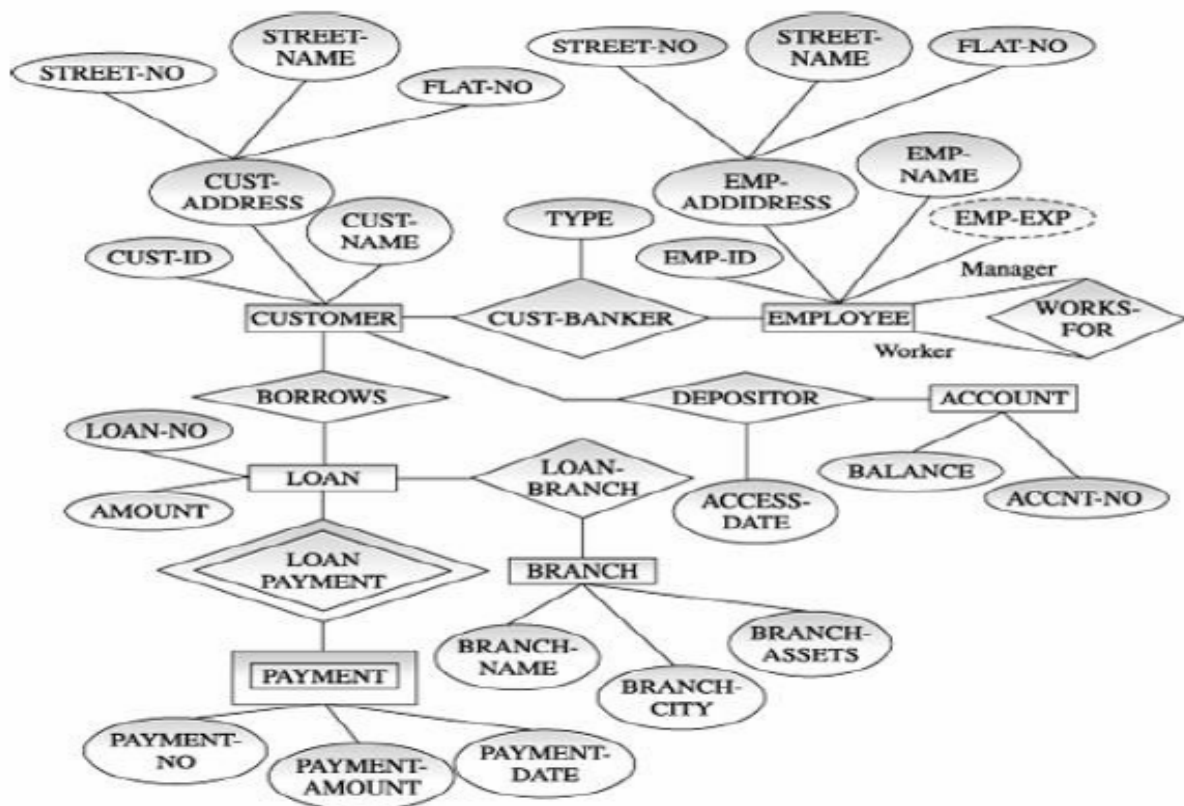 STREET-
NAME
STREET-NO
FLAT-NO
CUST-
ADDRESS
CUST-
NAME
CUST-ID
STREET-
NAME
STREET-NO
FLAT-NO
EMP-
ADDIDRESS
EMP-
NAME
EMP-EXP
EMP-ID
TYPE
Manager
CUSTOMER
CUST-BANKER
EMPLOYEE
WORKS-
FOR
Worker
BORROWS
DEPOSITOR
ACCOUNT
LOAN-NO
LOAN
AMOUNT
LOAN-
BRANCH
ACCESS-
DATE
BALANCE
ACCNT-NO
LOAN
PAYMENT
BRANCH
BRANCH-
NAME
BRANCH-
CITY
BRANCH-
ASSETS
PAYMENT
PAYMENT-
NO
PAYMENT-
AMOUNT
PAYMENT-
DATE